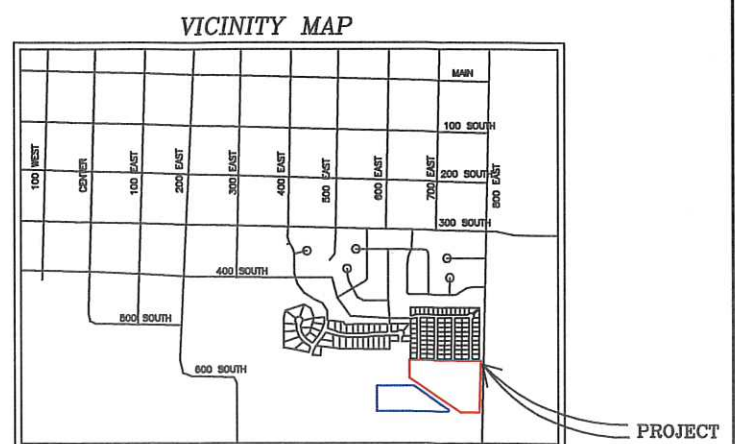 VICINITY MAP
MAIN
100 SOUTH
100 WEST
CENTER
100 EAST
200 EAST
300 EAST
400 EAST
500 EAST
600 EAST
700 EAST
200 SOUTH
800 EAST
300 SOUTH
400 SOUTH
500 SOUTH
600 SOUTH
PROJECT